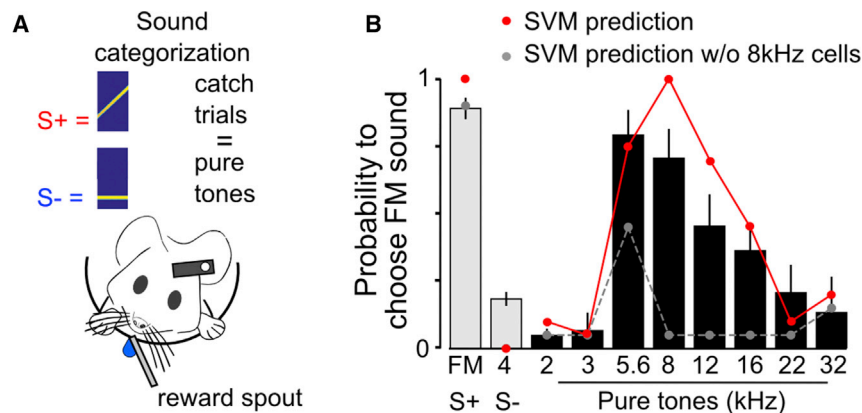 A
Sound
categorization
S+ =
catch
trials
=
pure
tones
S- =
reward spout
B
SVM prediction
SVM prediction w/o 8kHz cells
Probability to
choose FM sound
1
0
FM 4 2 3 5.6 8 12 16 22 32
S+ S- Pure tones (kHz)